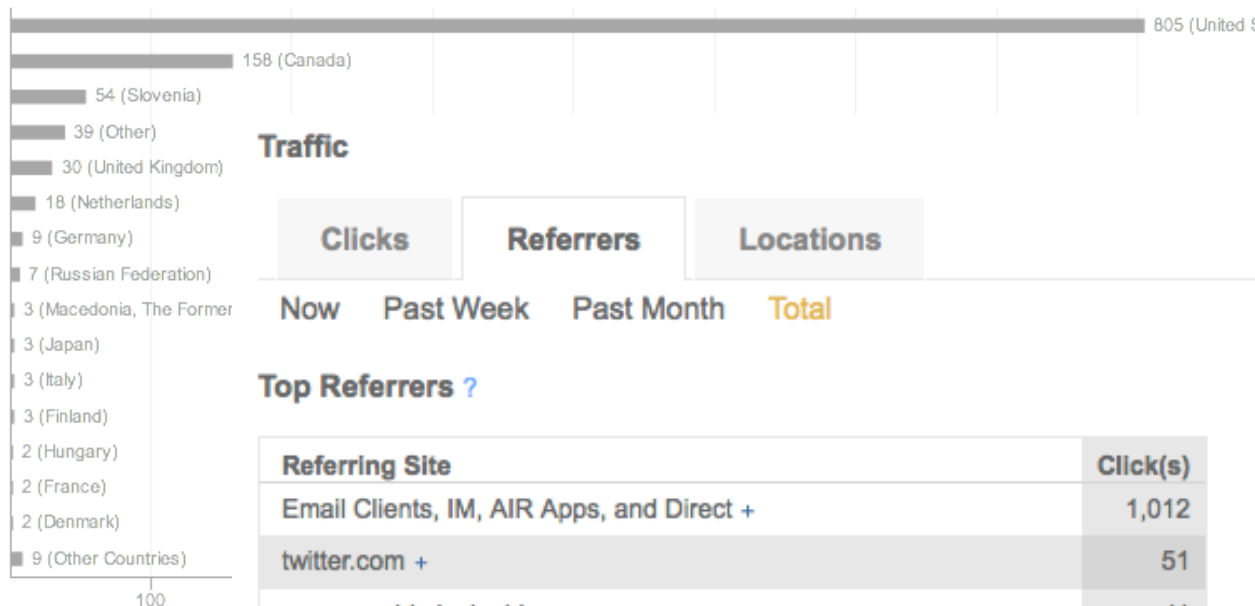 805 (United S
158 (Canada)
54 (Slovenia)
39 (Other)
30 (United Kingdom)
18 (Netherlands)
9 (Germany)
7 (Russian Federation)
3 (Macedonia, The Former
3 (Japan)
3 (Italy)
3 (Finland)
2 (Hungary)
2 (France)
2 (Denmark)
9 (Other Countries)
100
Traffic
Clicks Referrers Locations
Now Past Week Past Month Total
Top Referrers ?
Referring Site Click(s)
Email Clients, IM, AIR Apps, and Direct + 1,012
twitter.com + 51